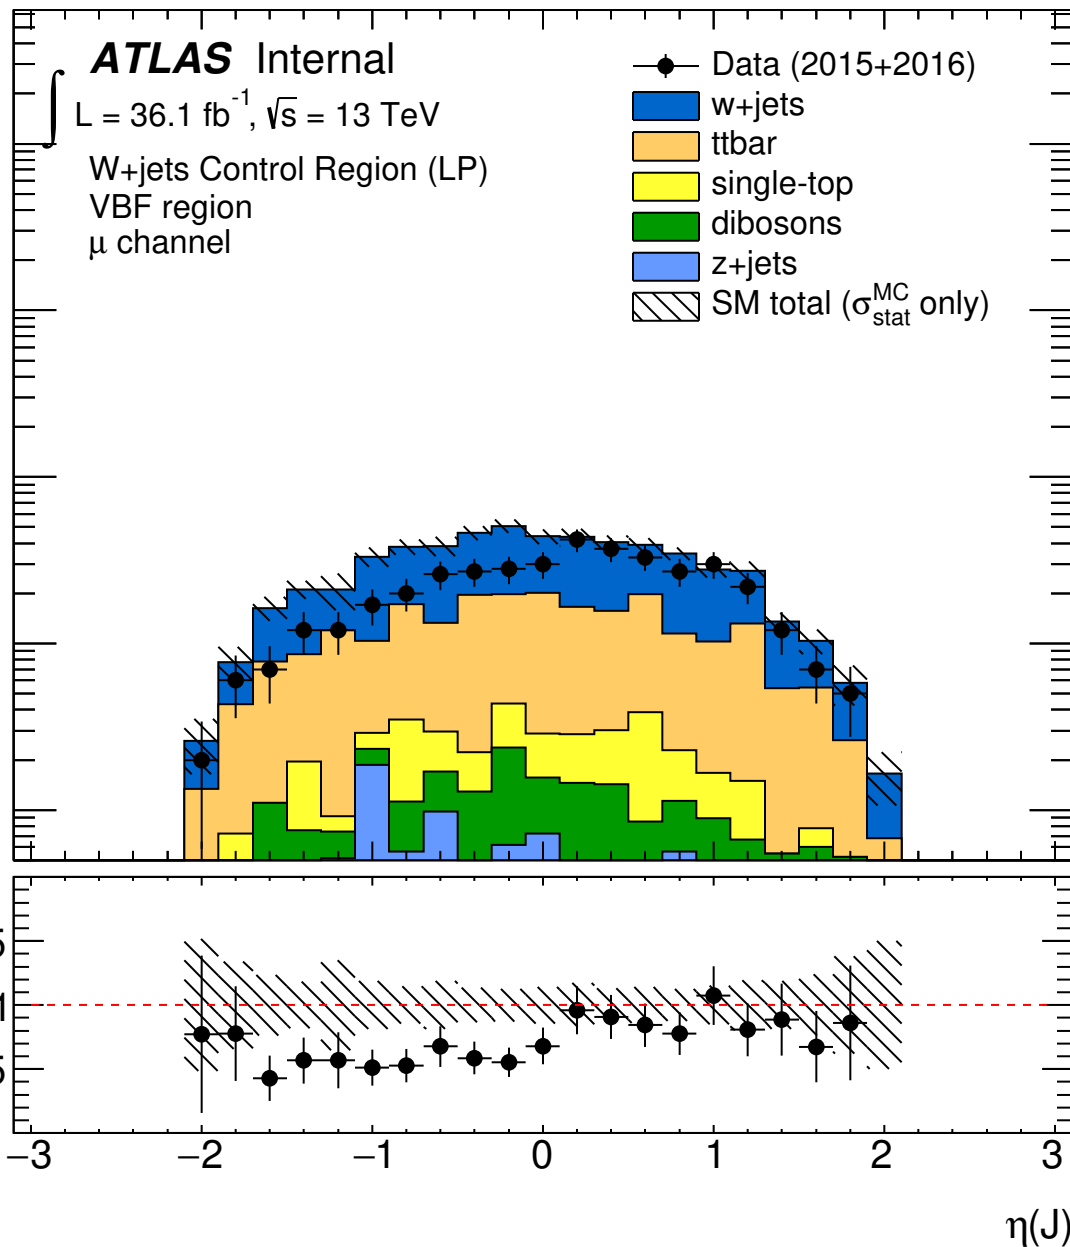 ATLAS Internal
∫ L = 36.1 fb⁻¹, √s = 13 TeV
W+jets Control Region (LP)
VBF region
μ channel
Data (2015+2016)
w+jets
ttbar
single-top
dibosons
z+jets
SM total (σ^MC_stat only)
1
−3 −2 −1 0 1 2 3
η(J)